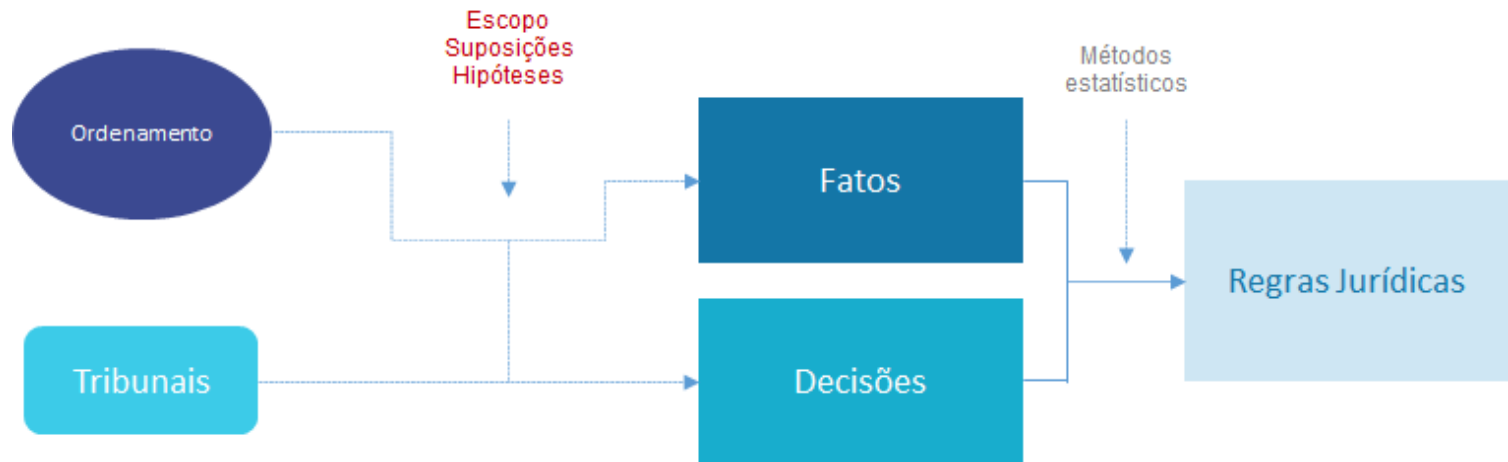 Escopo
Suposições
Hipóteses
Métodos
estatísticos
Ordenamento
Fatos
Regras Jurídicas
Tribunais
Decisões